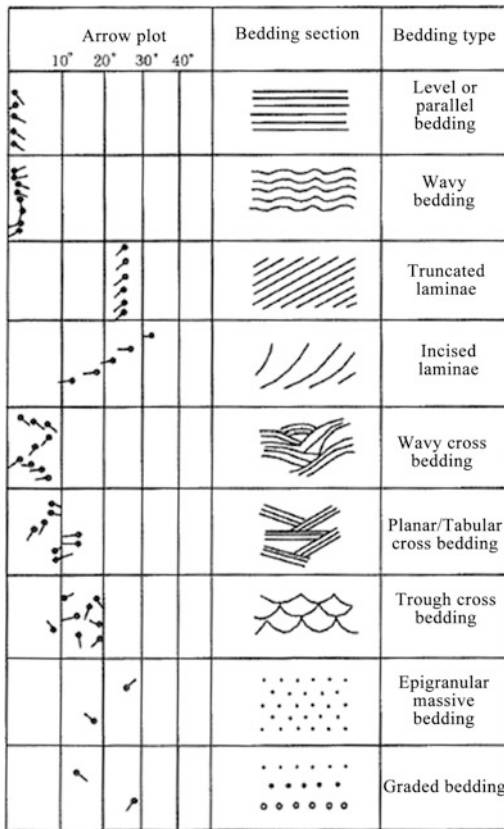 Arrow plot
Bedding section
Bedding type
10° 20° 30° 40°
Level or
parallel
bedding
Wavy
bedding
Truncated
laminae
Incised
laminae
Wavy cross
bedding
Planar/Tabular
cross bedding
Trough cross
bedding
Epigranular
massive
bedding
Graded bedding